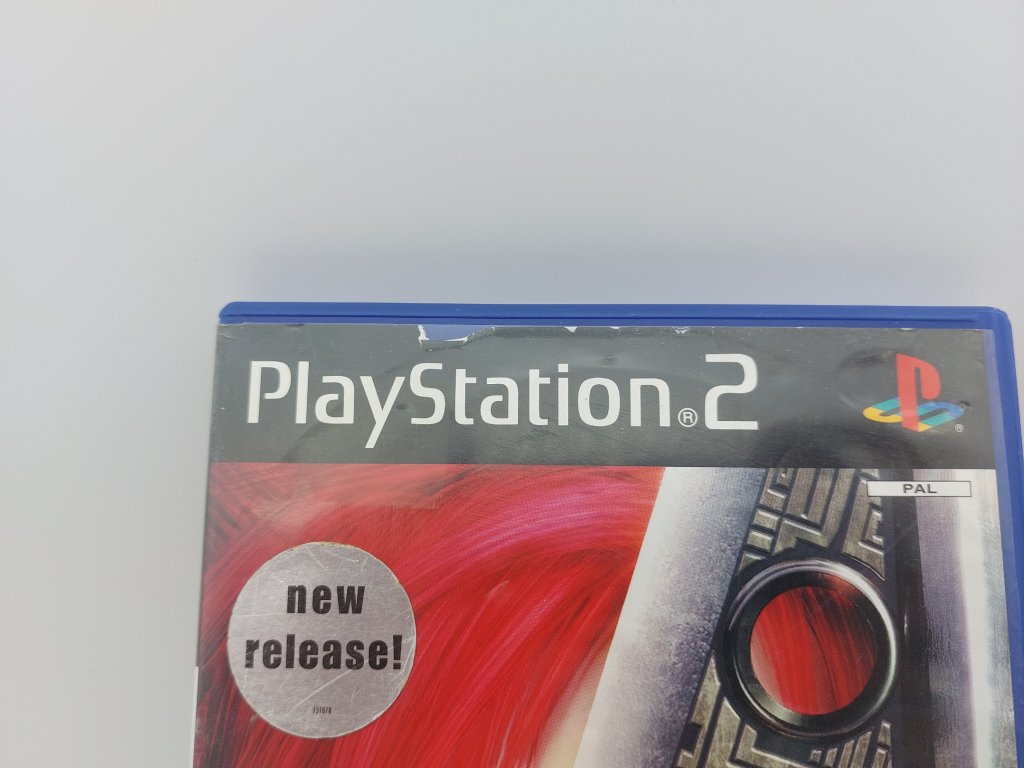 PlayStation®2
®
PAL
new
release!
151078